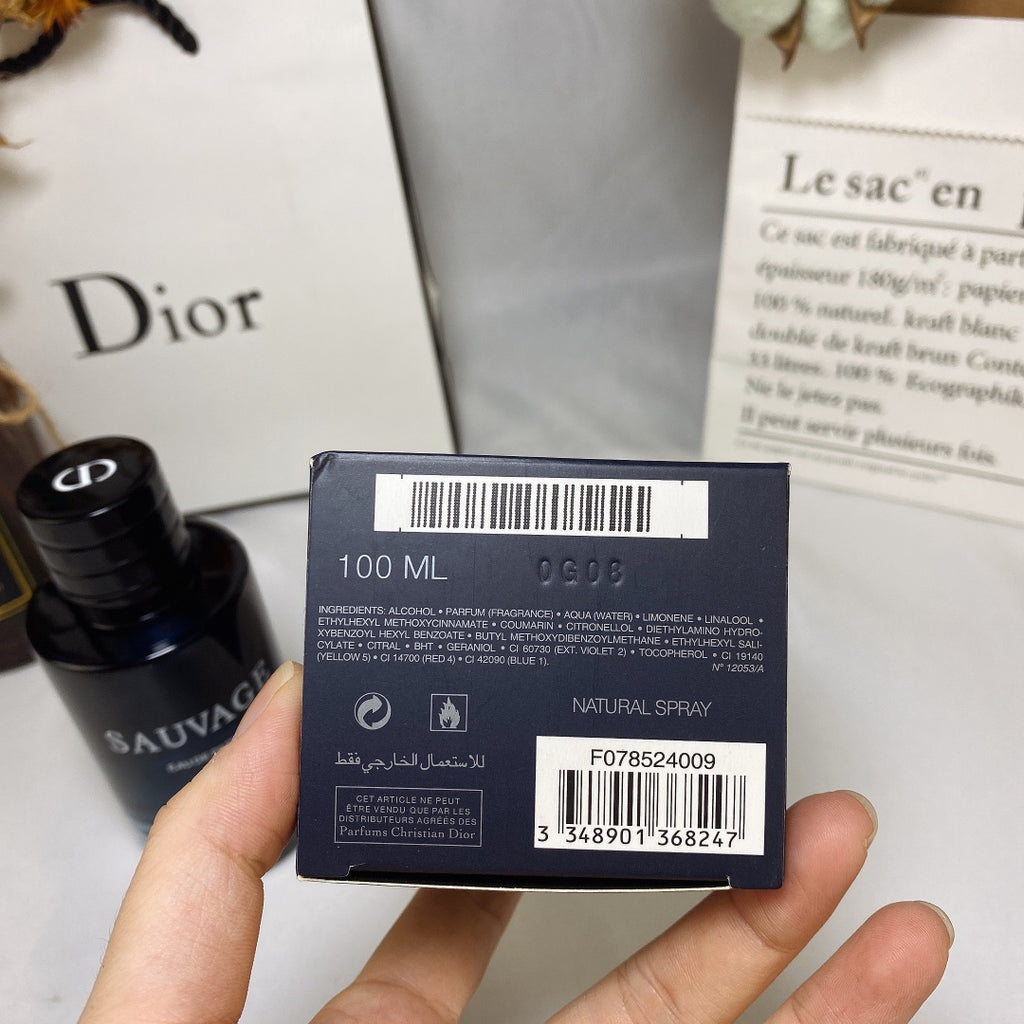 Dior
Le sac" en
Ce sac est fabriqué à part
épaisseur 180g/m²: papier
100 % naturel. kraft blanc
doublé de kraft brun Conte
33 litres. 100 % Ecographik
Ne le jetez pas.
Il peut servir plusieurs fois.
CD
SAUVAGE
100 ML
0G08
INGREDIENTS: ALCOHOL • PARFUM (FRAGRANCE) • AQUA (WATER) • LIMONENE • LINALOOL •
ETHYLHEXYL METHOXYCINNAMATE • COUMARIN • CITRONELLOL • DIETHYLAMINO HYDRO-
XYBENZOYL HEXYL BENZOATE • BUTYL METHOXYDIBENZOYLMETHANE • ETHYLHEXYL SALI-
CYLATE • CITRAL • BHT • GERANIOL • CI 60730 (EXT. VIOLET 2) • TOCOPHEROL • CI 19140
(YELLOW 5) • CI 14700 (RED 4) • CI 42090 (BLUE 1).
N° 12053/A
NATURAL SPRAY
للاستعمال الخارجي فقط
CET ARTICLE NE PEUT
ÊTRE VENDU QUE PAR LES
DISTRIBUTEURS AGRÉÉS DES
Parfums Christian Dior
F078524009
3 348901 368247